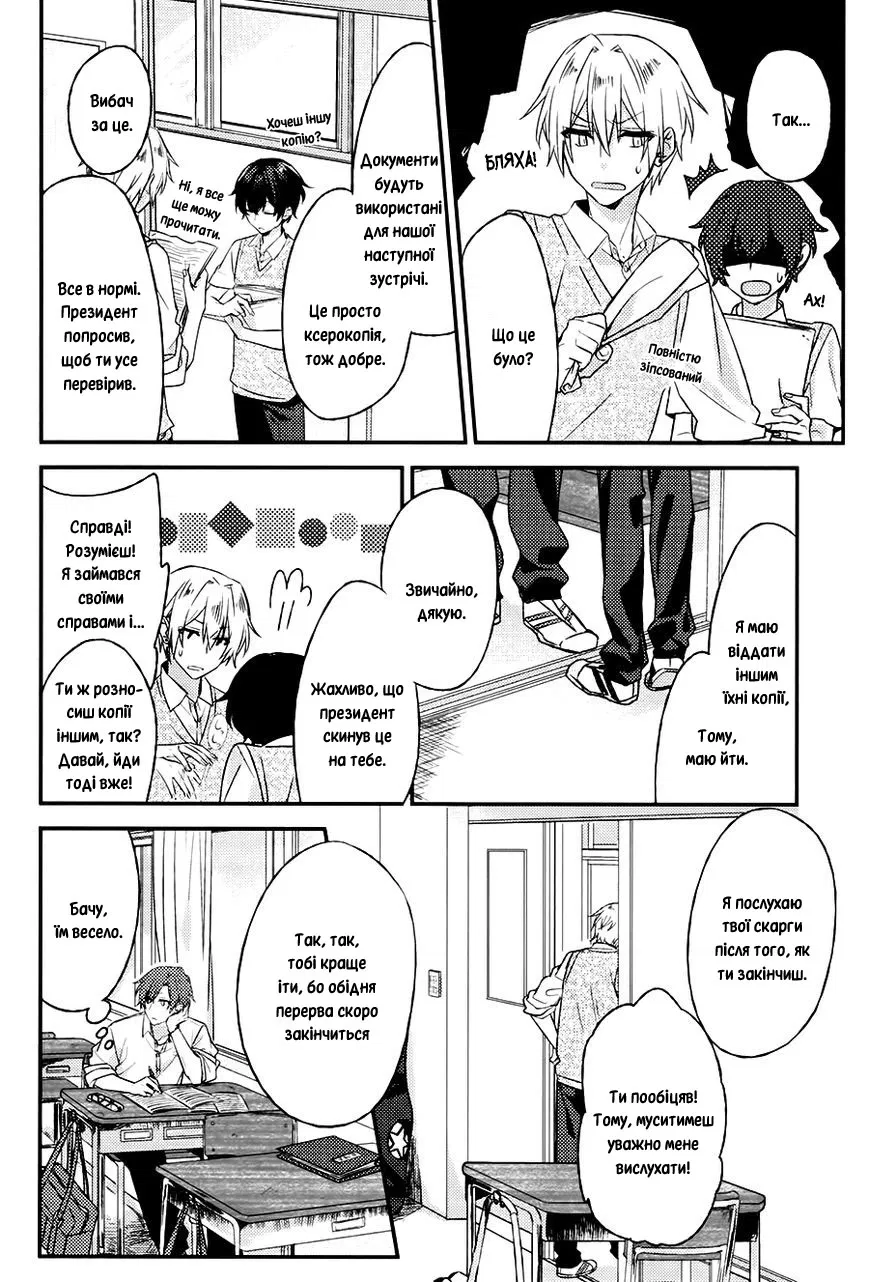 Так...
БЛЯХА!
Ах!
Що це
було?
Повністю
зіпсований
Документи
будуть
використані
для нашої
наступної
зустрічі.
Це просто
ксерокопія,
тож добре.
Хочеш іншу
копію?
Вибач
за це.
Ні, я все
ще можу
прочитати.
Все в нормі.
Президент
попросив,
щоб ти усе
перевірив.
Я маю
віддати
іншим
їхні копії,
Тому,
маю йти.
Звичайно,
дякую.
Жахливо, що
президент
скинув це
на тебе.
Справді!
Розумієш!
Я займався
своїми
справами і...
Ти ж розно-
сиш копії
іншим, так?
Давай, йди
тоді вже!
Я послухаю
твої скарги
після того, як
ти закінчиш.
Ти пообіцяв!
Тому, муситимеш
уважно мене
вислухати!
Так, так,
тобі краще
іти, бо обідня
перерва скоро
закінчиться
Бачу,
їм весело.